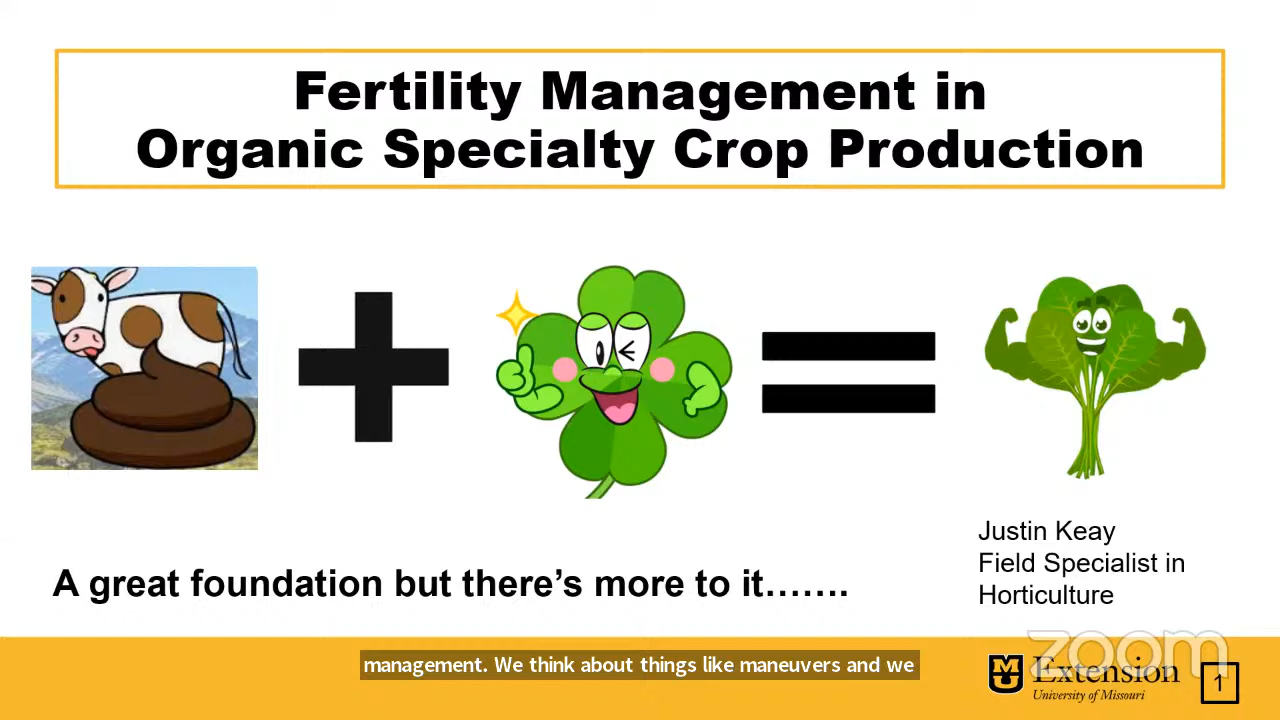 Fertility Management in
Organic Specialty Crop Production
Justin Keay
Field Specialist in
Horticulture
A great foundation but there's more to it…….
management. We think about things like maneuvers and we
zoom
MU
Extension
University of Missouri
1